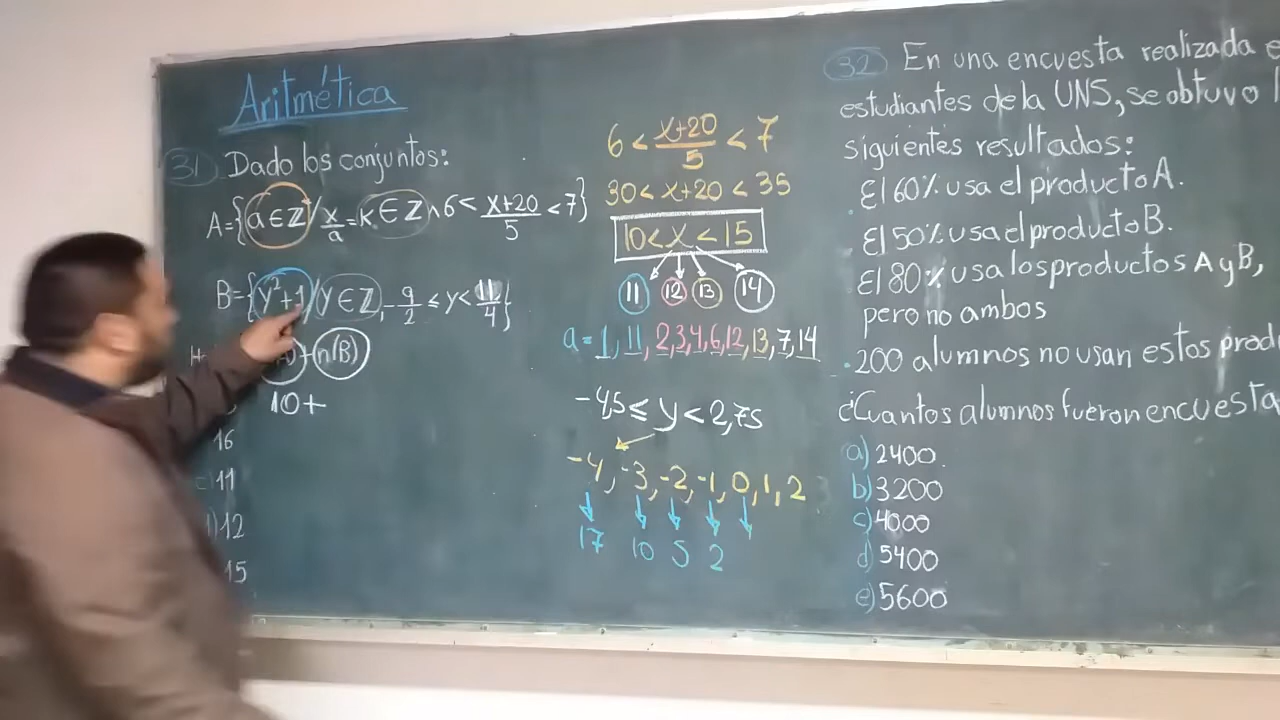 Aritmética
31) Dado los conjuntos:
A={a∈Z/ x/a=K∈Z ∧ 6< x+20/5 <7}
B={y²+1/y∈Z, -9/2 ≤ y< 11/4}
+n(B)
10+
16
11
12
15
6< x+20/5 <7
30<x+20<35
10<x<15
11 12 13 14
a=1,11,2,3,4,6,12,13,7,14
-4,5≤y<2,75
-4,-3,-2,-1,0,1,2
17 10 5 2
32) En una encuesta realizada
estudiantes de la UNS, se obtuvo
siguientes resultados:
. El 60% usa el producto A.
. El 50% usa el producto B.
El 80% usa los productos A y B,
pero no ambos
. 200 alumnos no usan estos
¿Cuantos alumnos fueron
a) 2400
b) 3200
c) 4000
d) 5400
e) 5600